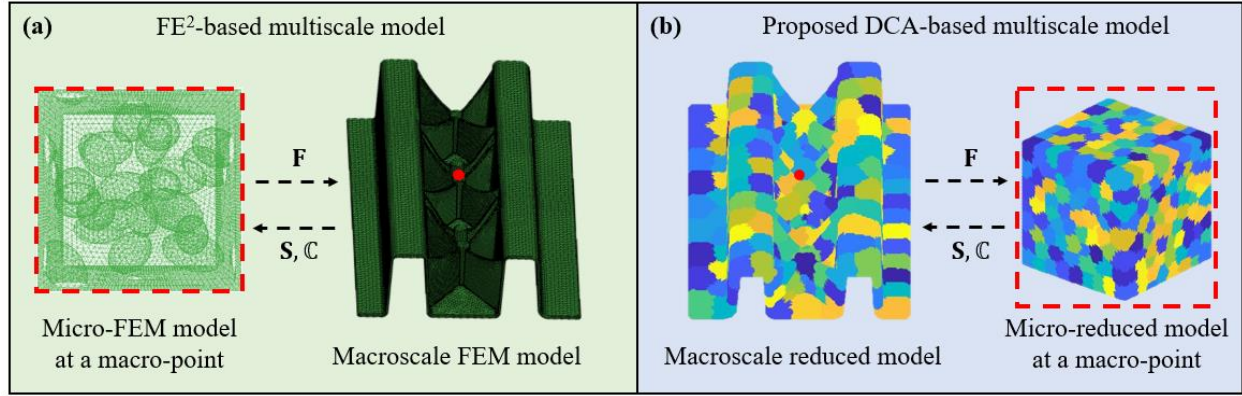 (a)
FE²-based multiscale model
F
S, ℂ
Micro-FEM model
at a macro-point
Macroscale FEM model
(b)
Proposed DCA-based multiscale model
F
S, ℂ
Macroscale reduced model
Micro-reduced model
at a macro-point